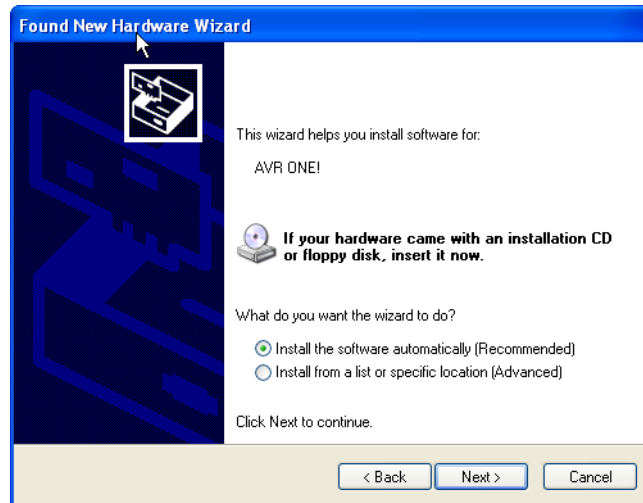 Found New Hardware Wizard
This wizard helps you install software for:
AVR ONE!
If your hardware came with an installation CD
or floppy disk, insert it now.
What do you want the wizard to do?
Install the software automatically (Recommended)
Install from a list or specific location (Advanced)
Click Next to continue.
< Back Next > Cancel